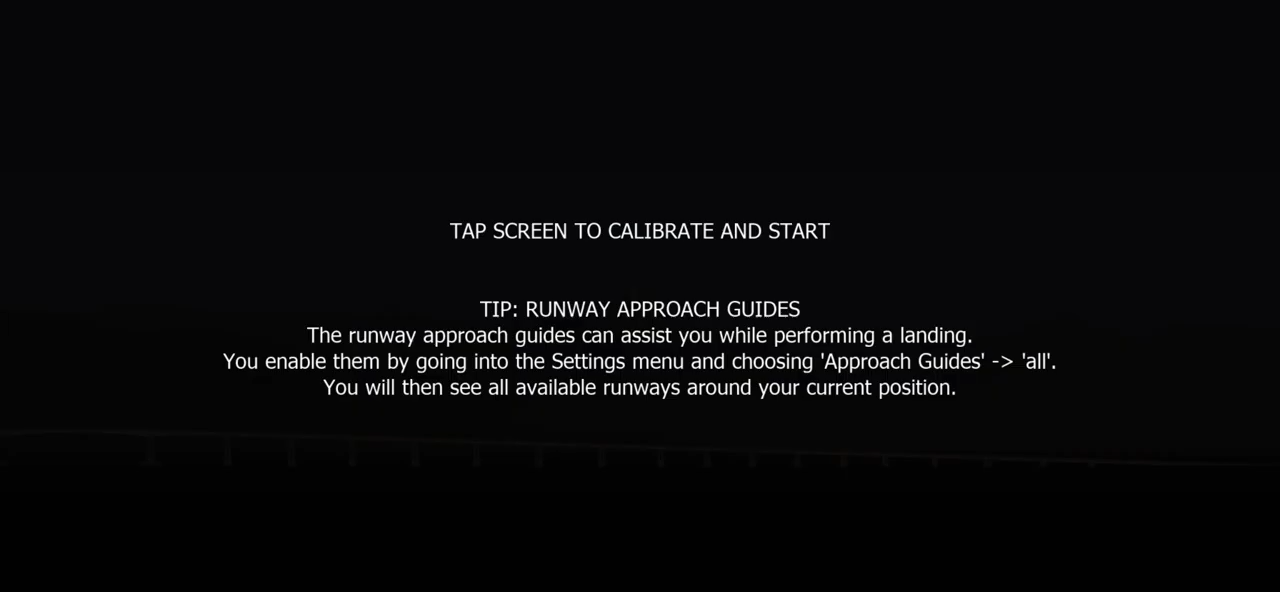 TAP SCREEN TO CALIBRATE AND START
TIP: RUNWAY APPROACH GUIDES
The runway approach guides can assist you while performing a landing.
You enable them by going into the Settings menu and choosing 'Approach Guides' -> 'all'.
You will then see all available runways around your current position.